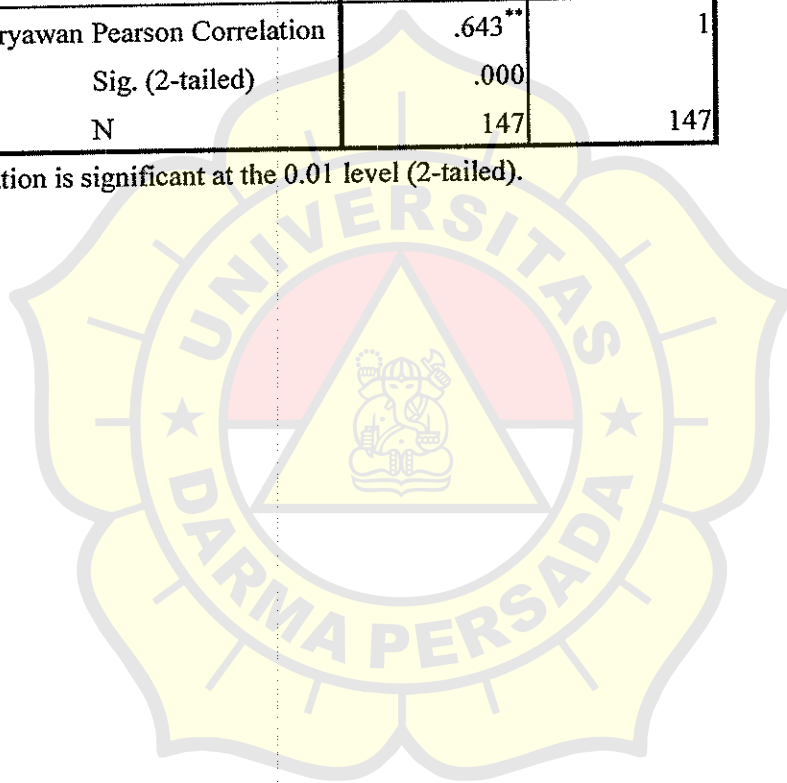 ryawan Pearson Correlation .643** 1
Sig. (2-tailed) .000
N 147 147
ation is significant at the 0.01 level (2-tailed).
UNIVERSITAS
DARMA PERSADA